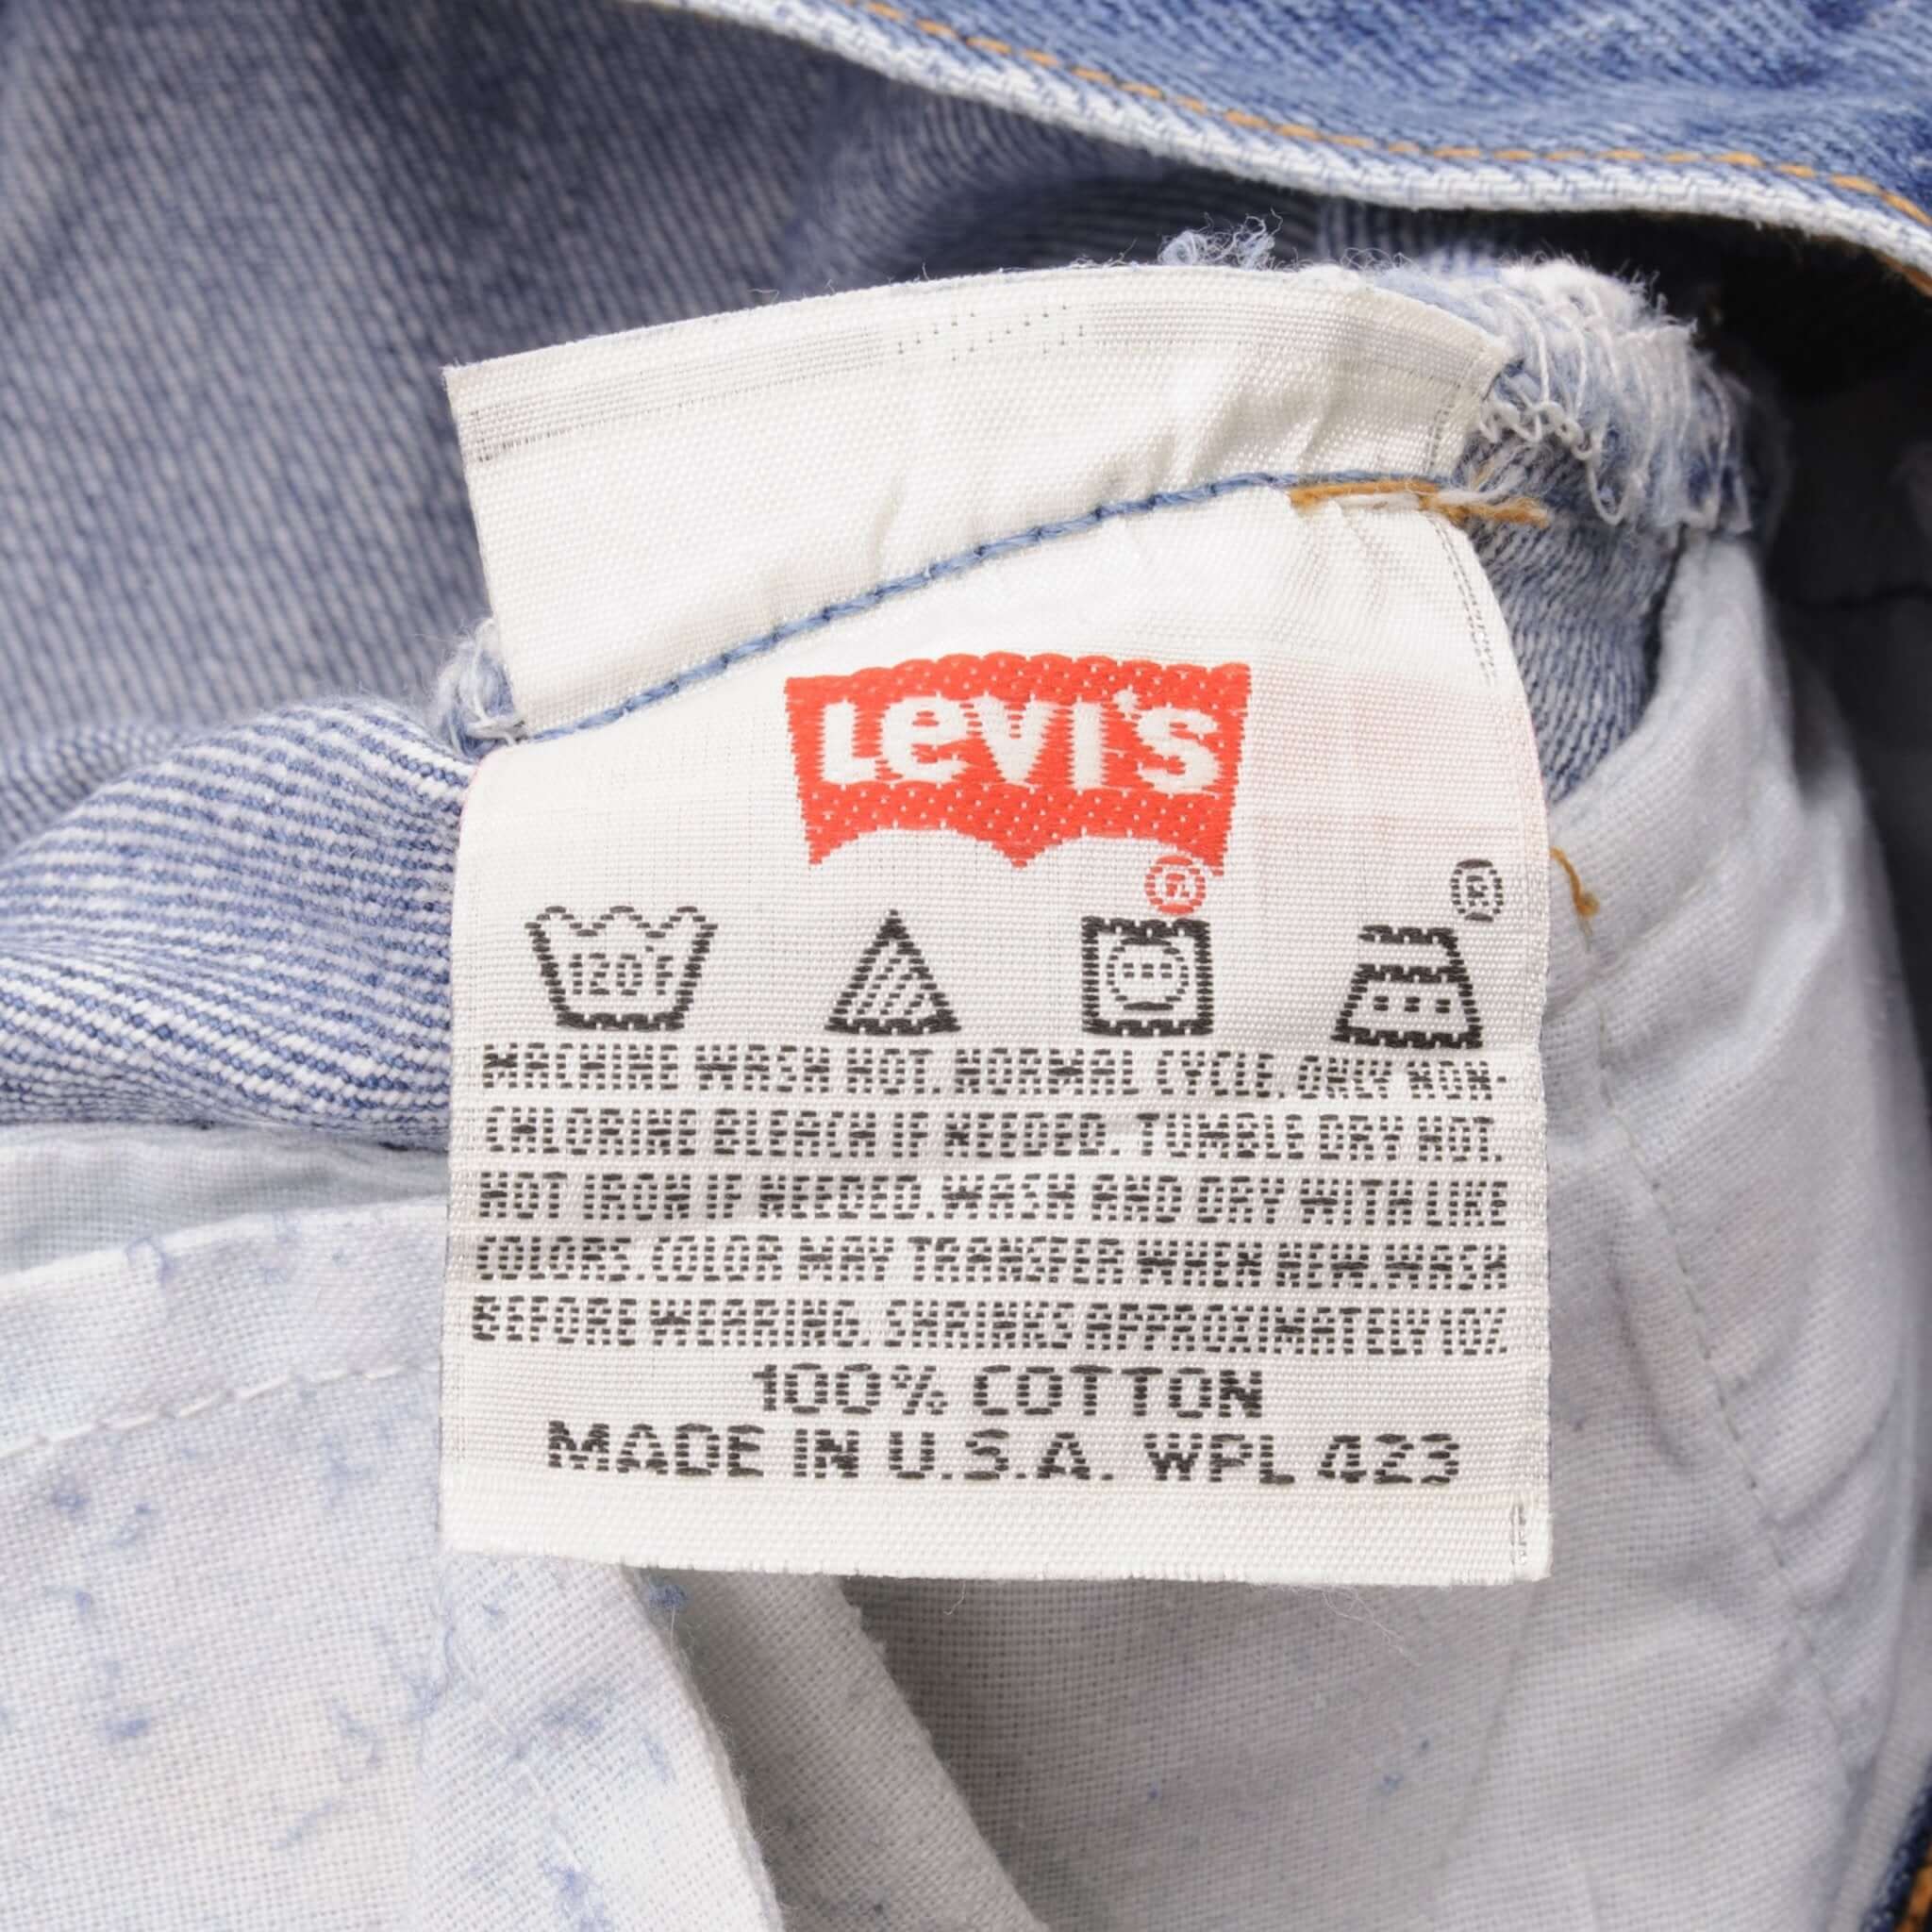 Levi's
®
®
120°F
MACHINE WASH HOT. NORMAL CYCLE. ONLY NON-
CHLORINE BLEACH IF NEEDED. TUMBLE DRY HOT.
HOT IRON IF NEEDED. WASH AND DRY WITH LIKE
COLORS. COLOR MAY TRANSFER WHEN NEW. WASH
BEFORE WEARING. SHRINKS APPROXIMATELY 10%
100% COTTON
MADE IN U.S.A. WPL 423